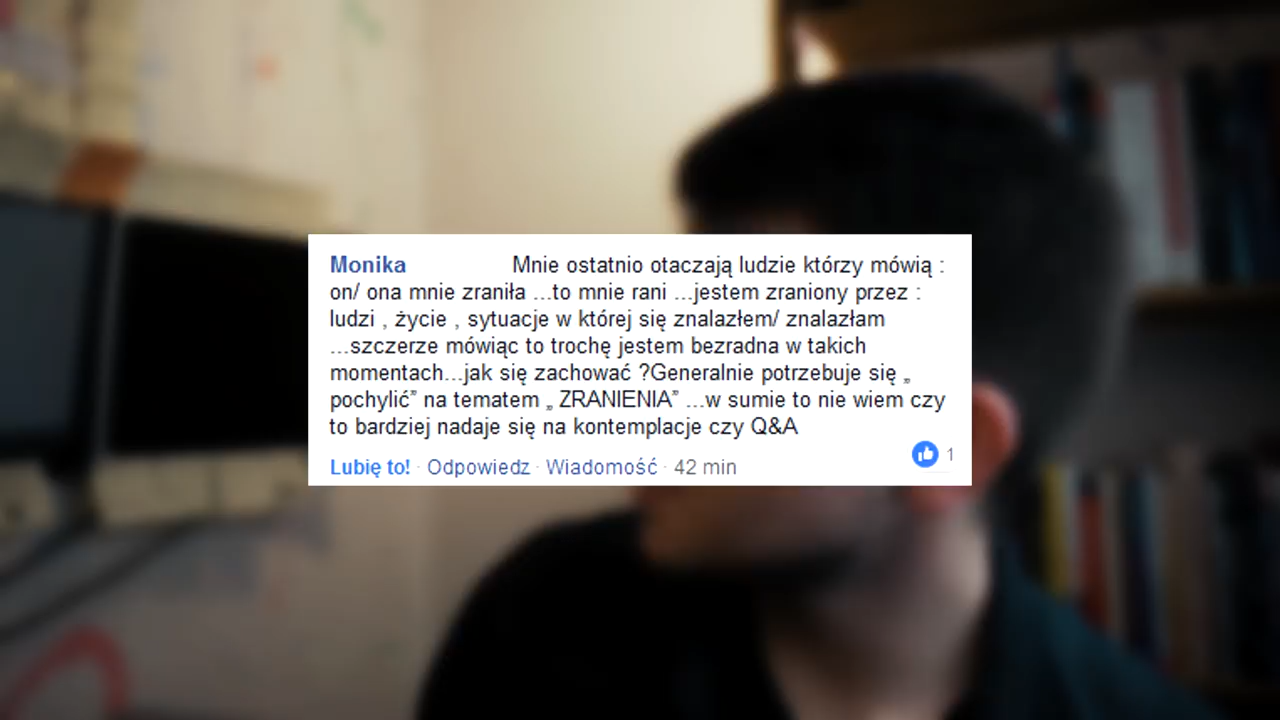 Monika Mnie ostatnio otaczają ludzie którzy mówią :
on/ ona mnie zraniła ...to mnie rani ...jestem zraniony przez :
ludzi , życie , sytuacje w której się znalazłem/ znalazłam
...szczerze mówiąc to trochę jestem bezradna w takich
momentach...jak się zachować ?Generalnie potrzebuje się „
pochylić” na tematem „ ZRANIENIA” ...w sumie to nie wiem czy
to bardziej nadaje się na kontemplacje czy Q&A
1
Lubię to! · Odpowiedz · Wiadomość · 42 min